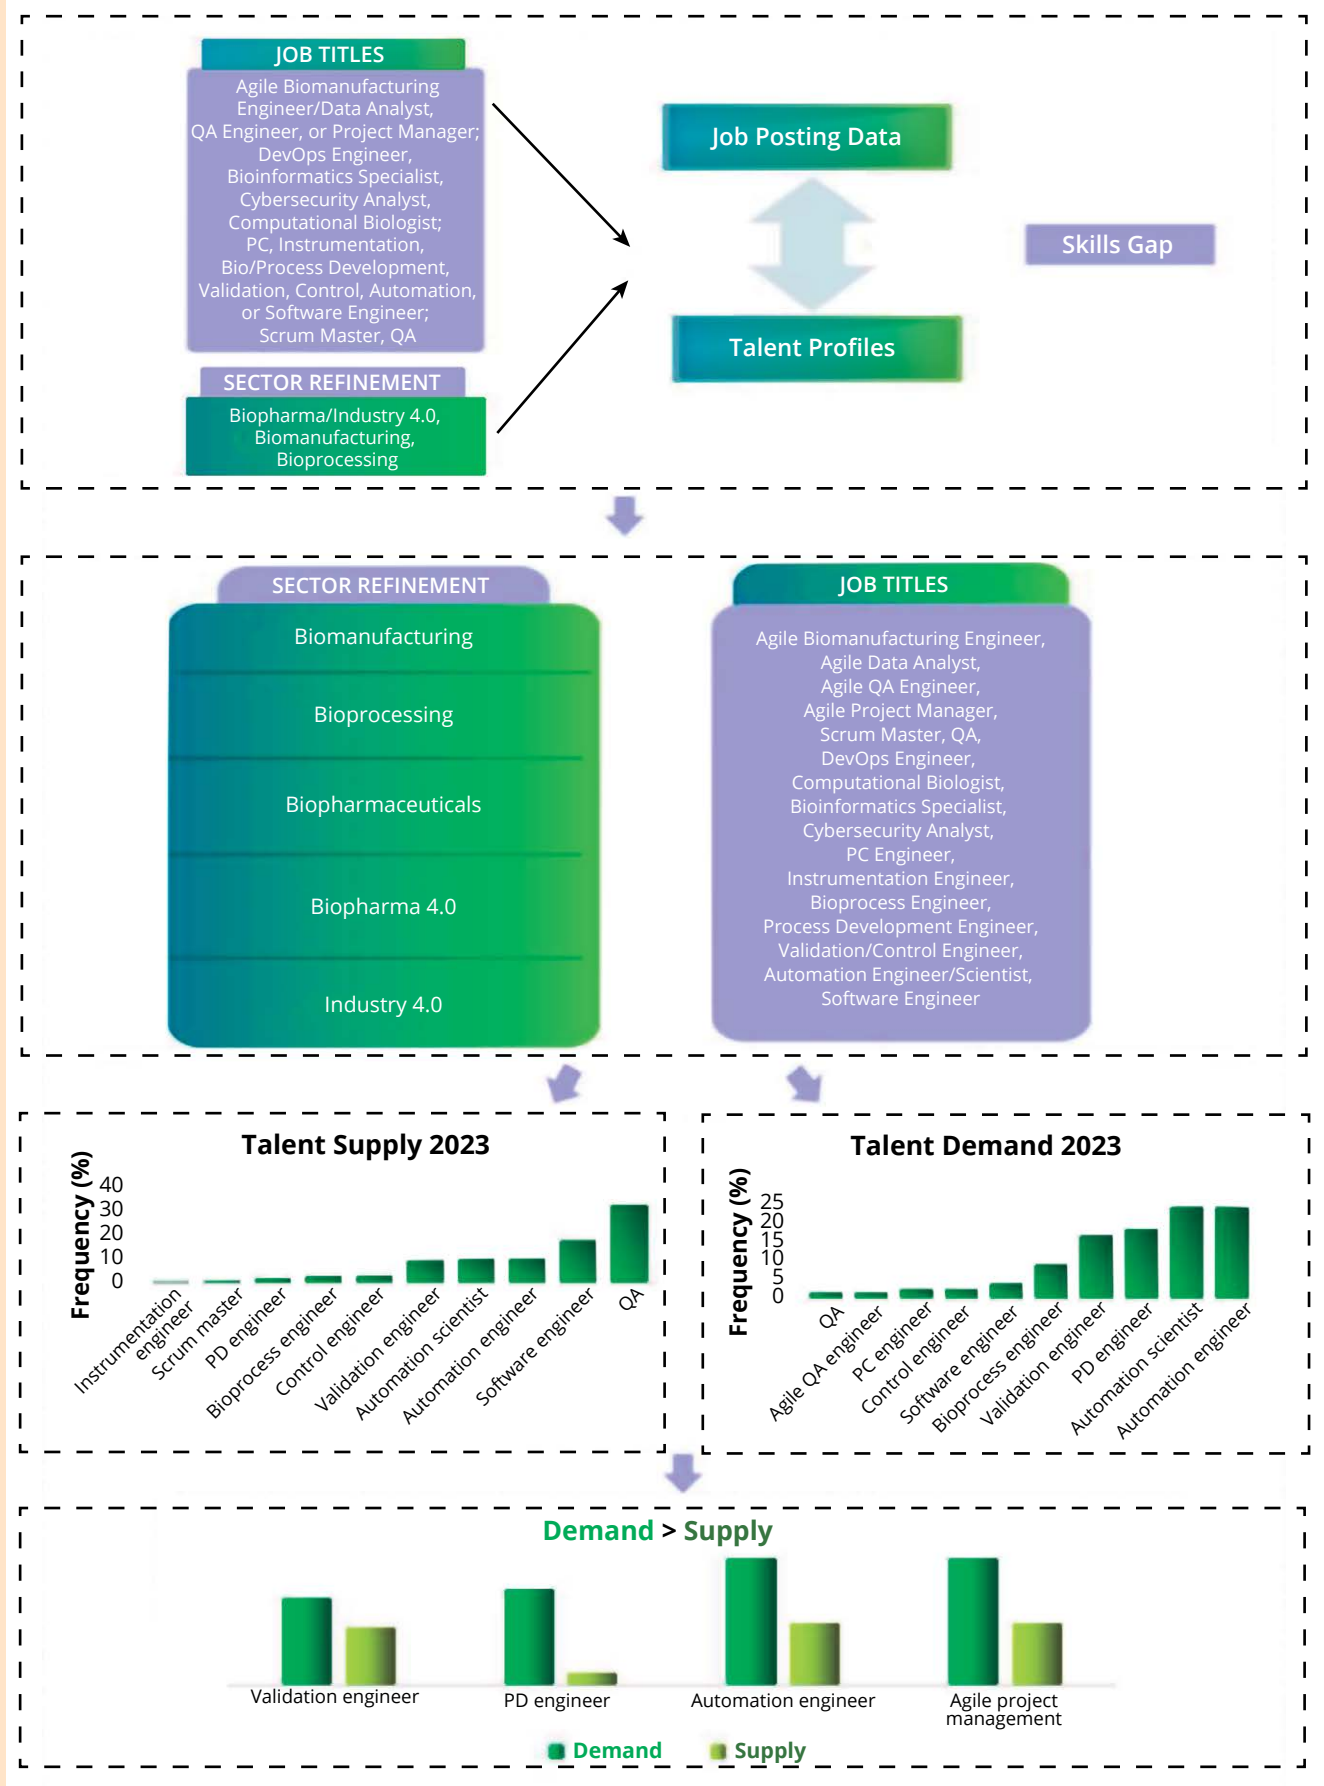 JOB TITLES
Agile Biomanufacturing
Engineer/Data Analyst,
QA Engineer, or Project Manager;
DevOps Engineer,
Bioinformatics Specialist,
Cybersecurity Analyst,
Computational Biologist;
PC, Instrumentation,
Bio/Process Development,
Validation, Control, Automation,
or Software Engineer;
Scrum Master, QA
SECTOR REFINEMENT
Biopharma/Industry 4.0,
Biomanufacturing,
Bioprocessing
Job Posting Data
Talent Profiles
Skills Gap
SECTOR REFINEMENT
Biomanufacturing
Bioprocessing
Biopharmaceuticals
Biopharma 4.0
Industry 4.0
JOB TITLES
Agile Biomanufacturing Engineer,
Agile Data Analyst,
Agile QA Engineer,
Agile Project Manager,
Scrum Master, QA,
DevOps Engineer,
Computational Biologist,
Bioinformatics Specialist,
Cybersecurity Analyst,
PC Engineer,
Instrumentation Engineer,
Bioprocess Engineer,
Process Development Engineer,
Validation/Control Engineer,
Automation Engineer/Scientist,
Software Engineer
Talent Supply 2023
Frequency (%)
40
30
20
10
0
Instrumentation
engineer
Scrum master
PD engineer
Bioprocess engineer
Control engineer
Validation engineer
Automation scientist
Automation engineer
Software engineer
QA
Talent Demand 2023
Frequency (%)
25
20
15
10
5
0
QA
Agile QA engineer
PC engineer
Control engineer
Software engineer
Bioprocess engineer
Validation engineer
PD engineer
Automation scientist
Automation engineer
Demand > Supply
Validation engineer
PD engineer
Automation engineer
Agile project
management
Demand
Supply